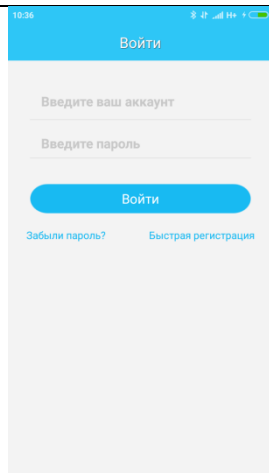 10:36 H+
Войти
Введите ваш аккаунт
Введите пароль
Войти
Забыли пароль? Быстрая регистрация